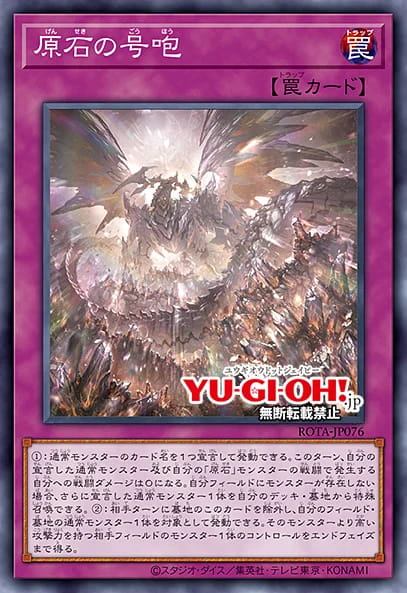 原石の号咆
罠
【罠カード】
ユウギオウドットジェイピー
YU-GI-OH!.jp
無断転載禁止
ROTA-JP076
①：通常モンスターのカード名を1つ宣言して発動できる。このターン、自分の
宣言した通常モンスター及び自分の「原石」モンスターの戦闘で発生する
自分への戦闘ダメージは0になる。自分フィールドにモンスターが存在しない
場合、さらに宣言した通常モンスター1体を自分のデッキ・墓地から特殊
召喚できる。②：相手ターンに墓地のこのカードを除外し、自分のフィールド・
墓地の通常モンスター1体を対象として発動できる。そのモンスターより高い
攻撃力を持つ相手フィールドのモンスター1体のコントロールをエンドフェイズ
まで得る。
©スタジオ・ダイス／集英社・テレビ東京・KONAMI